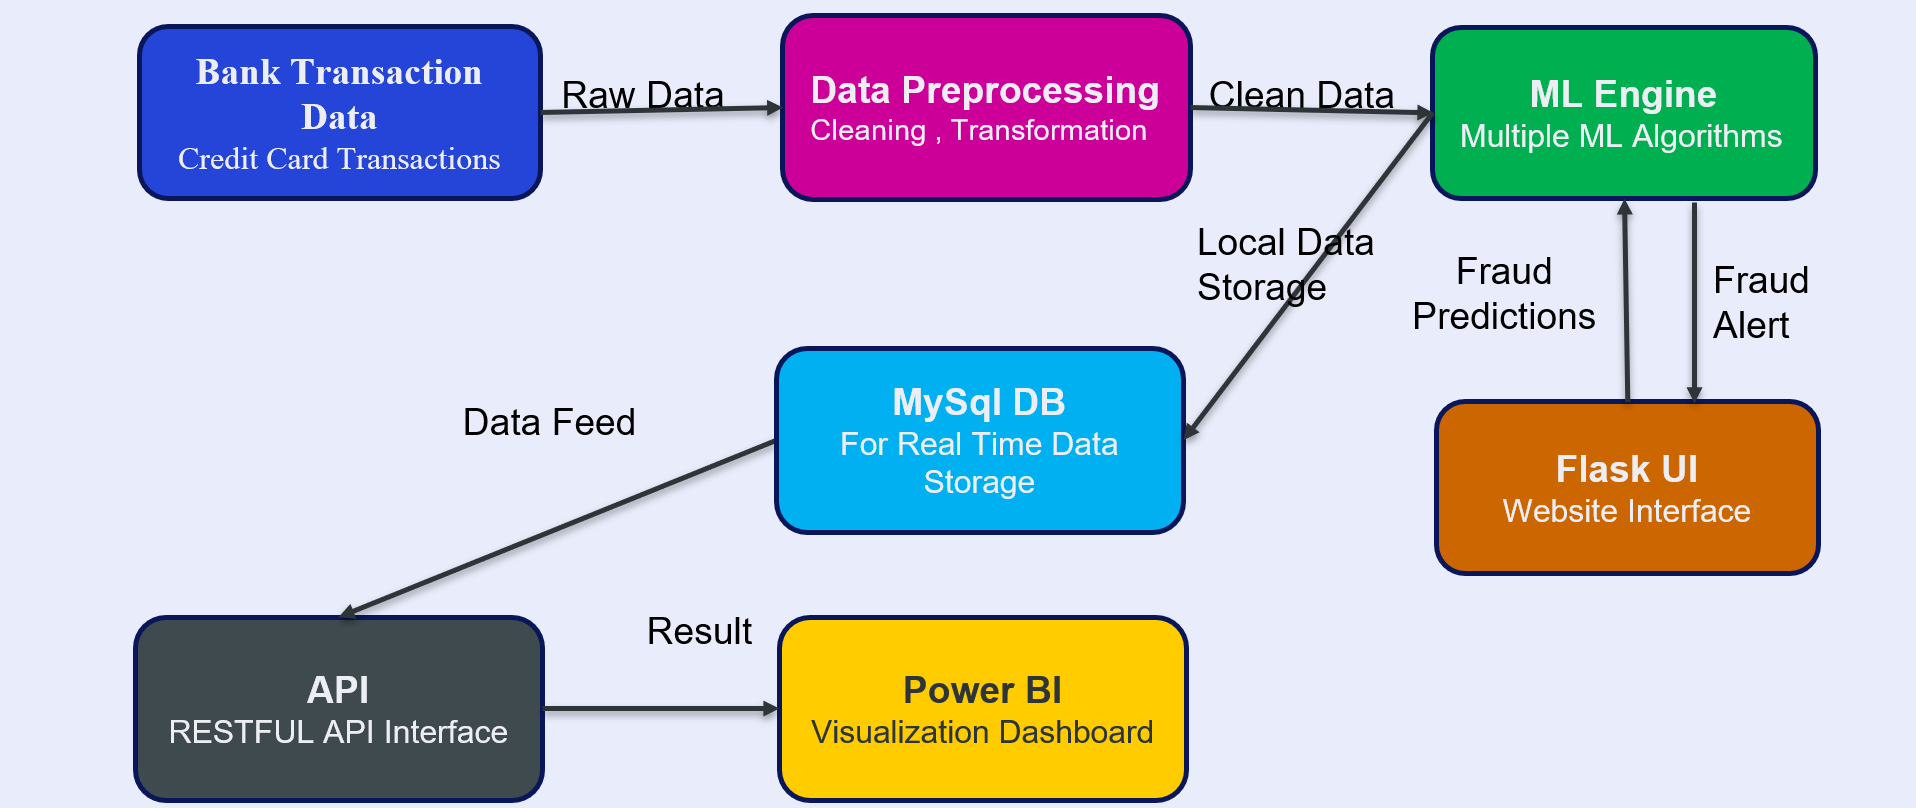 Bank Transaction
Data
Credit Card Transactions
Raw Data
Data Preprocessing
Cleaning , Transformation
Clean Data
ML Engine
Multiple ML Algorithms
Local Data
Storage
Fraud
Predictions
Fraud
Alert
MySql DB
For Real Time Data
Storage
Data Feed
Flask UI
Website Interface
API
RESTFUL API Interface
Result
Power BI
Visualization Dashboard